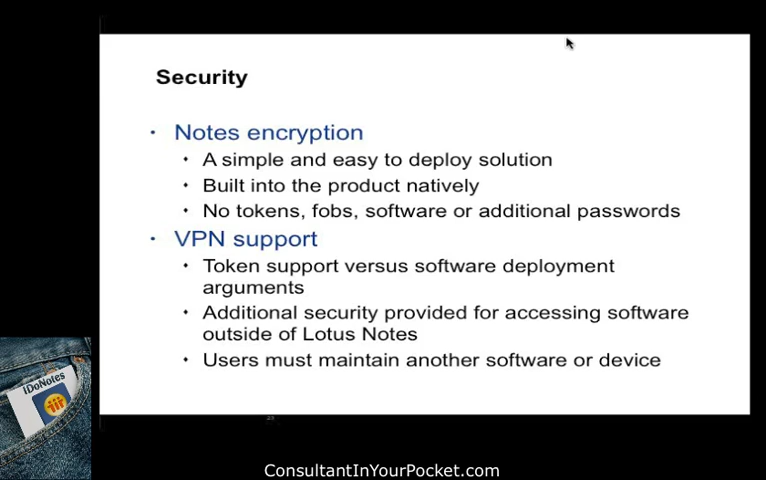 Security
· Notes encryption
· A simple and easy to deploy solution
· Built into the product natively
· No tokens, fobs, software or additional passwords
· VPN support
· Token support versus software deployment
arguments
· Additional security provided for accessing software
outside of Lotus Notes
· Users must maintain another software or device
iDoNotes
ConsultantInYourPocket.com